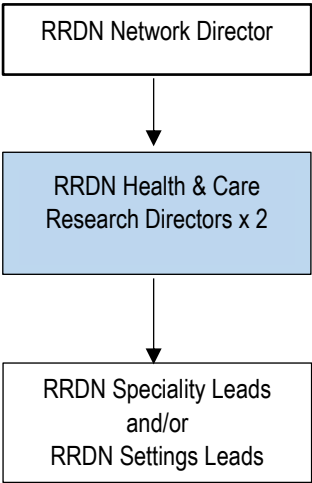 RRDN Network Director
RRDN Health & Care
Research Directors x 2
RRDN Speciality Leads
and/or
RRDN Settings Leads